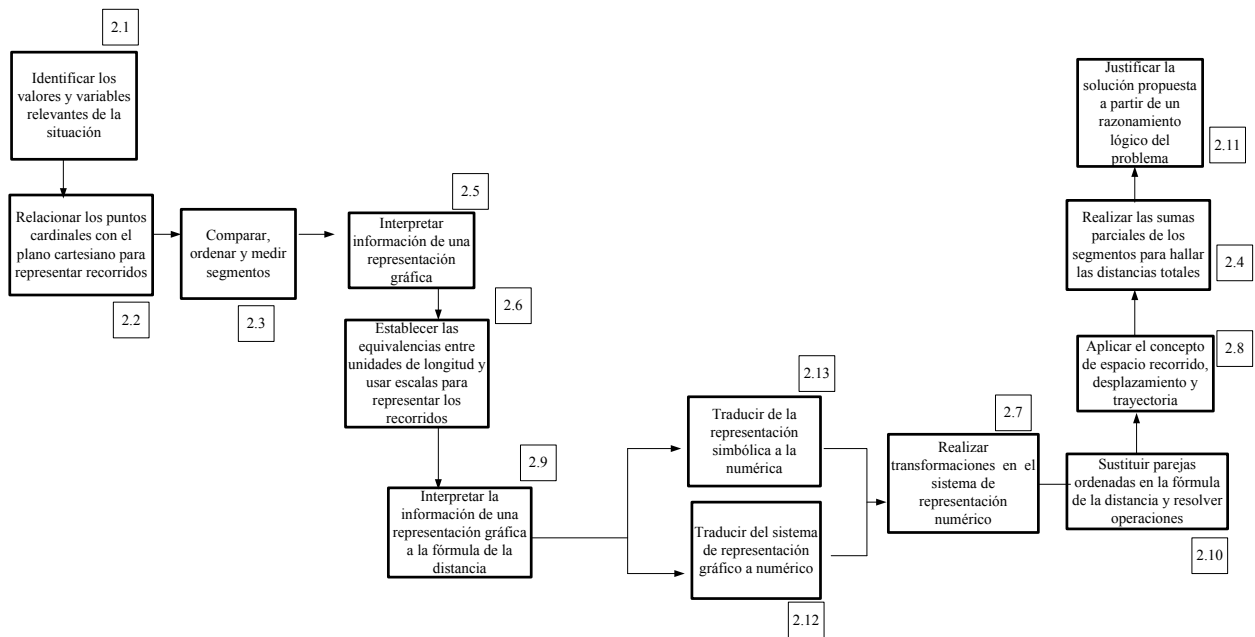 2.1
Identificar los
valores y variables
relevantes de la
situación
Relacionar los puntos
cardinales con el
plano cartesiano para
representar recorridos
2.2
Comparar,
ordenar y medir
segmentos
2.3
2.5
Interpretar
información de una
representación
gráfica
2.6
Establecer las
equivalencias entre
unidades de longitud y
usar escalas para
representar los
recorridos
2.9
Interpretar la
información de una
representación gráfica
a la fórmula de la
distancia
2.13
Traducir de la
representación
simbólica a la
numérica
Traducir del sistema
de representación
gráfico a numérico
2.12
2.7
Realizar
transformaciones en el
sistema de
representación
numérico
Sustituir parejas
ordenadas en la fórmula
de la distancia y resolver
operaciones
2.10
2.8
Aplicar el concepto
de espacio recorrido,
desplazamiento y
trayectoria
Realizar las sumas
parciales de los
segmentos para hallar
las distancias totales
2.4
Justificar la
solución propuesta
a partir de un
razonamiento
lógico del
problema
2.11